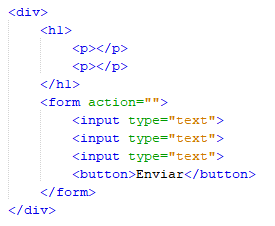 <div>
<h1>
<p></p>
<p></p>
</h1>
<form action="">
<input type="text">
<input type="text">
<input type="text">
<button>Enviar</button>
</form>
</div>